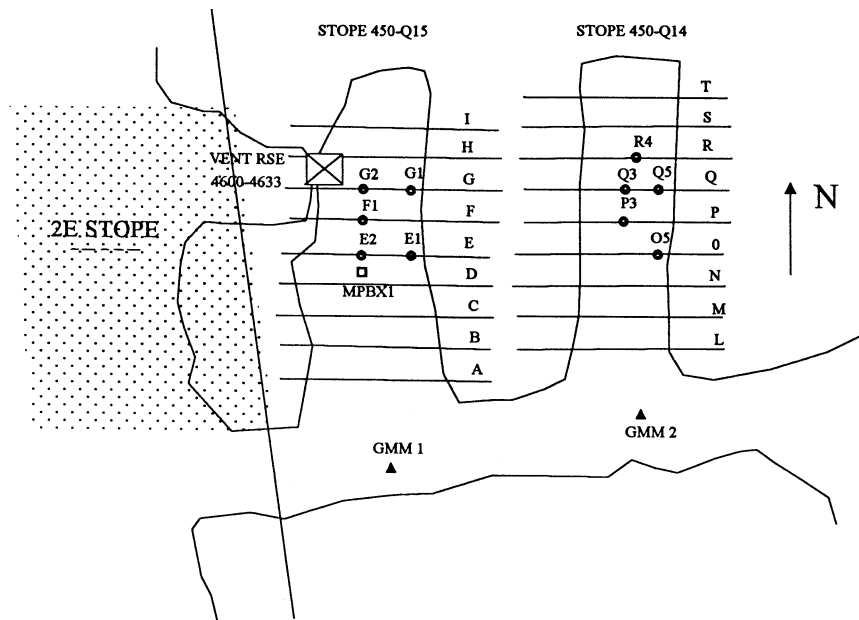 STOPE 450-Q15
STOPE 450-Q14
T
I
S
R4
H
R
VENT RSE
4600-4633
G2
G1
G
Q3
Q5
Q
N
F1
F
P3
P
2E STOPE
E2
E1
E
O5
0
D
N
MPBX1
C
M
B
L
A
GMM 1
GMM 2